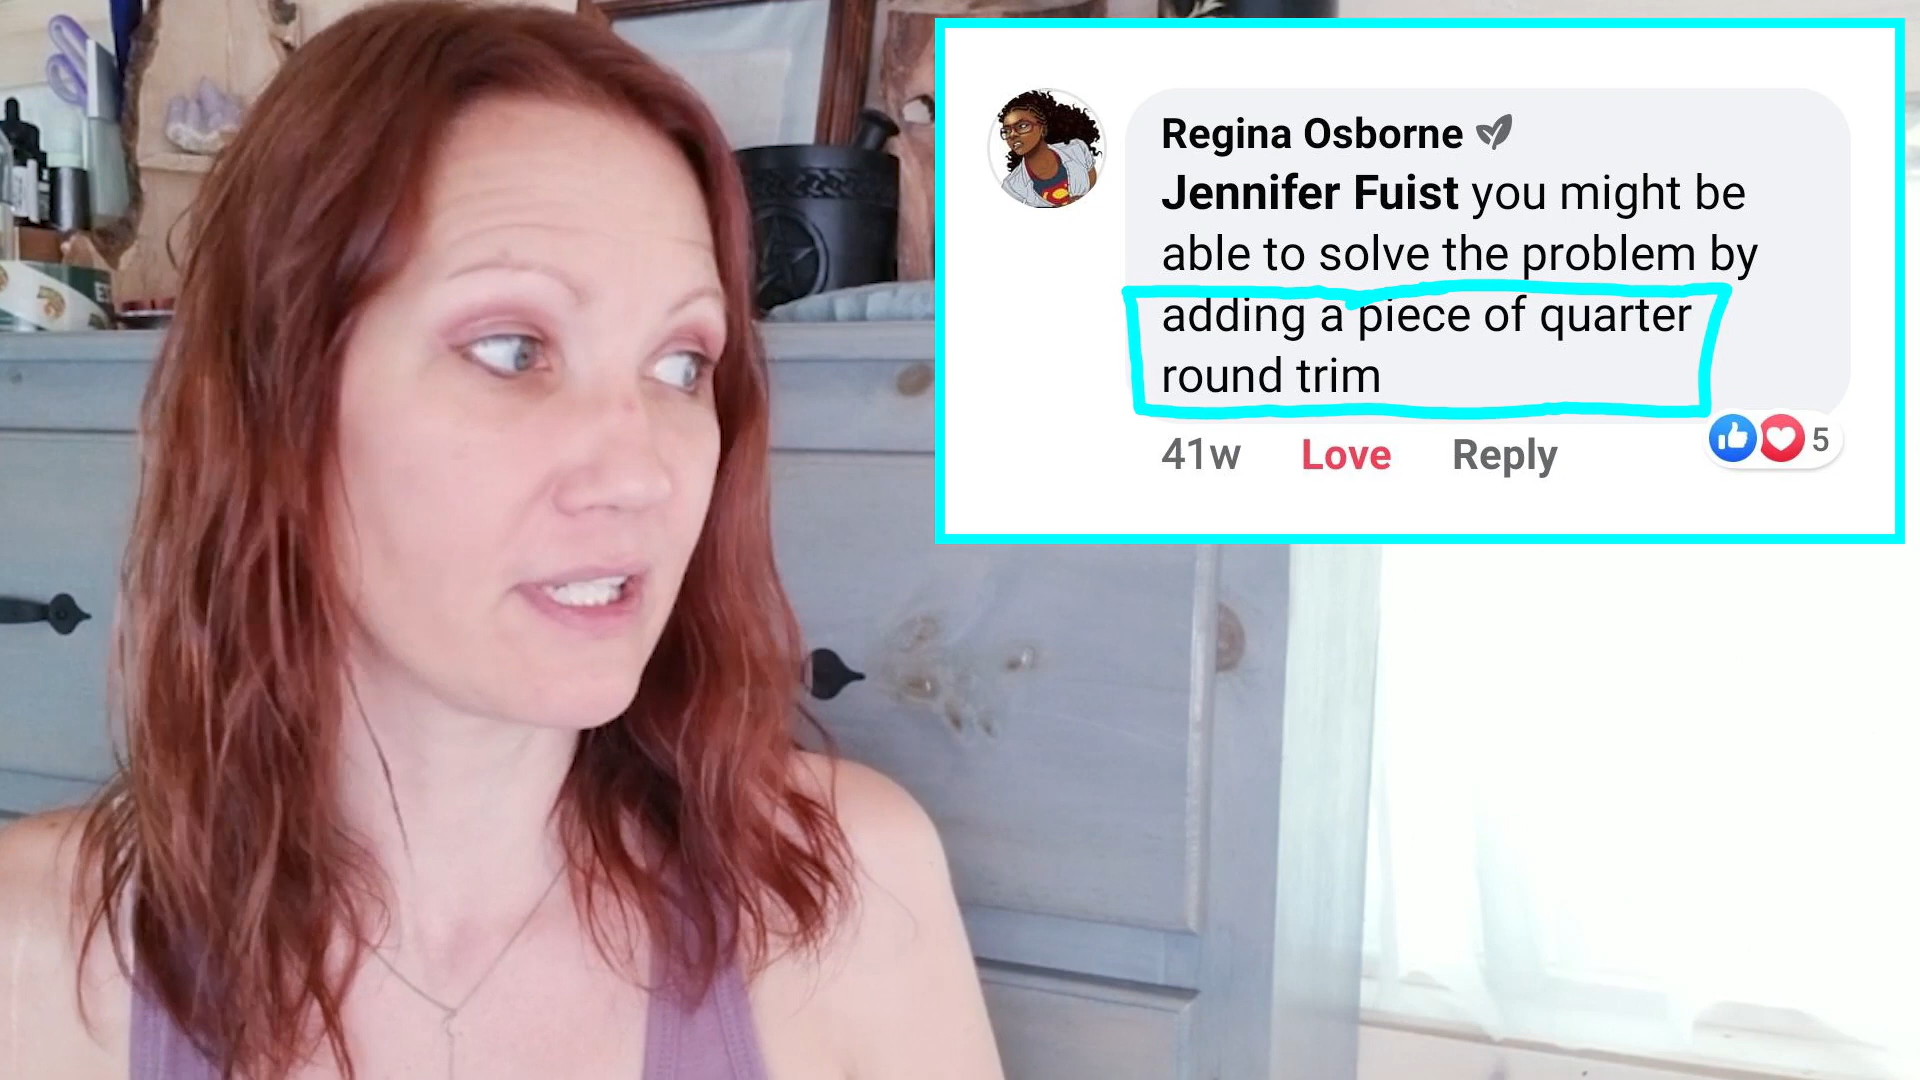 Regina Osborne
Jennifer Fuist you might be
able to solve the problem by
adding a piece of quarter
round trim
41w Love Reply 5